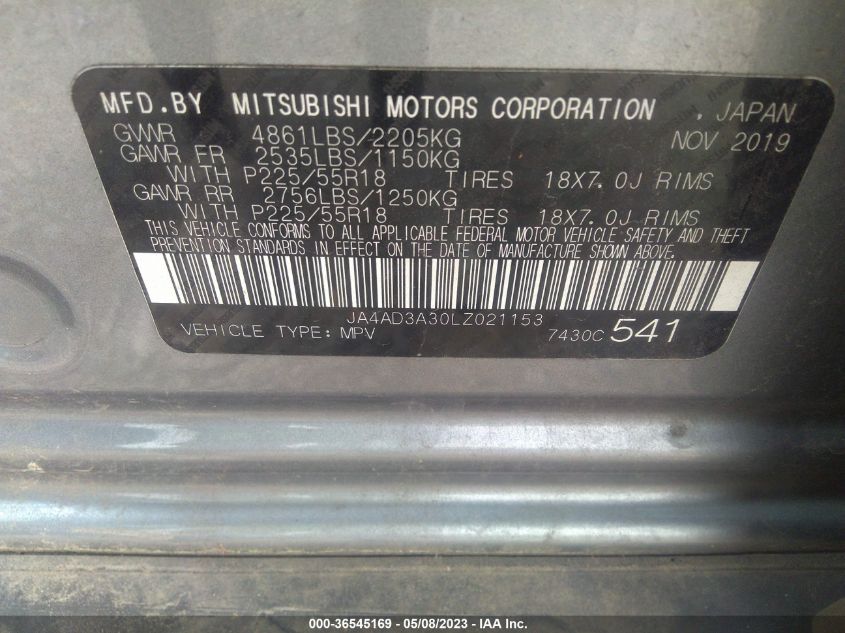 MFD.BY MITSUBISHI MOTORS CORPORATION . JAPAN
GVWR 4861LBS/2205KG NOV 2019
GAWR FR 2535LBS/1150KG
WITH P225/55R18 TIRES 18X7.0J RIMS
GAWR RR 2756LBS/1250KG
WITH P225/55R18 TIRES 18X7.0J RIMS
THIS VEHICLE CONFORMS TO ALL APPLICABLE FEDERAL MOTOR VEHICLE SAFETY AND THEFT
PREVENTION STANDARDS IN EFFECT ON THE DATE OF MANUFACTURE SHOWN ABOVE.
JA4AD3A30LZ021153
VEHICLE TYPE: MPV 7430C 541
000-36545169 - 05/08/2023 - IAA Inc.